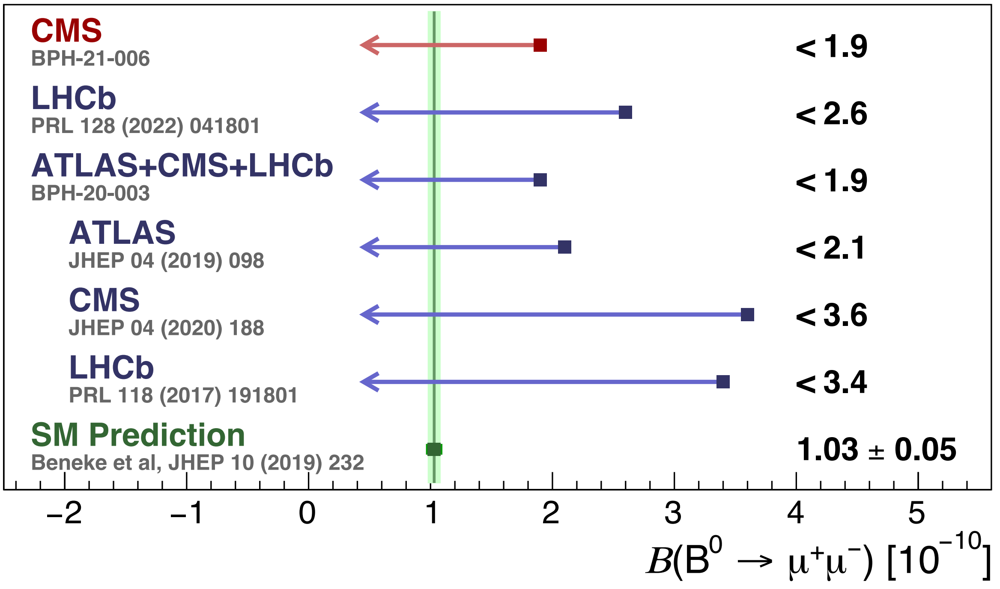 CMS
BPH-21-006
< 1.9
LHCb
PRL 128 (2022) 041801
< 2.6
ATLAS+CMS+LHCb
BPH-20-003
< 1.9
ATLAS
JHEP 04 (2019) 098
< 2.1
CMS
JHEP 04 (2020) 188
< 3.6
LHCb
PRL 118 (2017) 191801
< 3.4
SM Prediction
Beneke et al, JHEP 10 (2019) 232
1.03 ± 0.05
−2 −1 0 1 2 3 4 5
B(B⁰ → μ⁺μ⁻) [10⁻¹⁰]